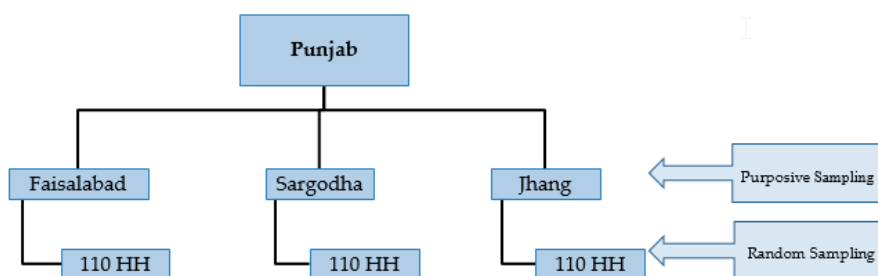 Punjab
Faisalabad
Sargodha
Jhang
Purposive Sampling
110 HH
110 HH
110 HH
Random Sampling